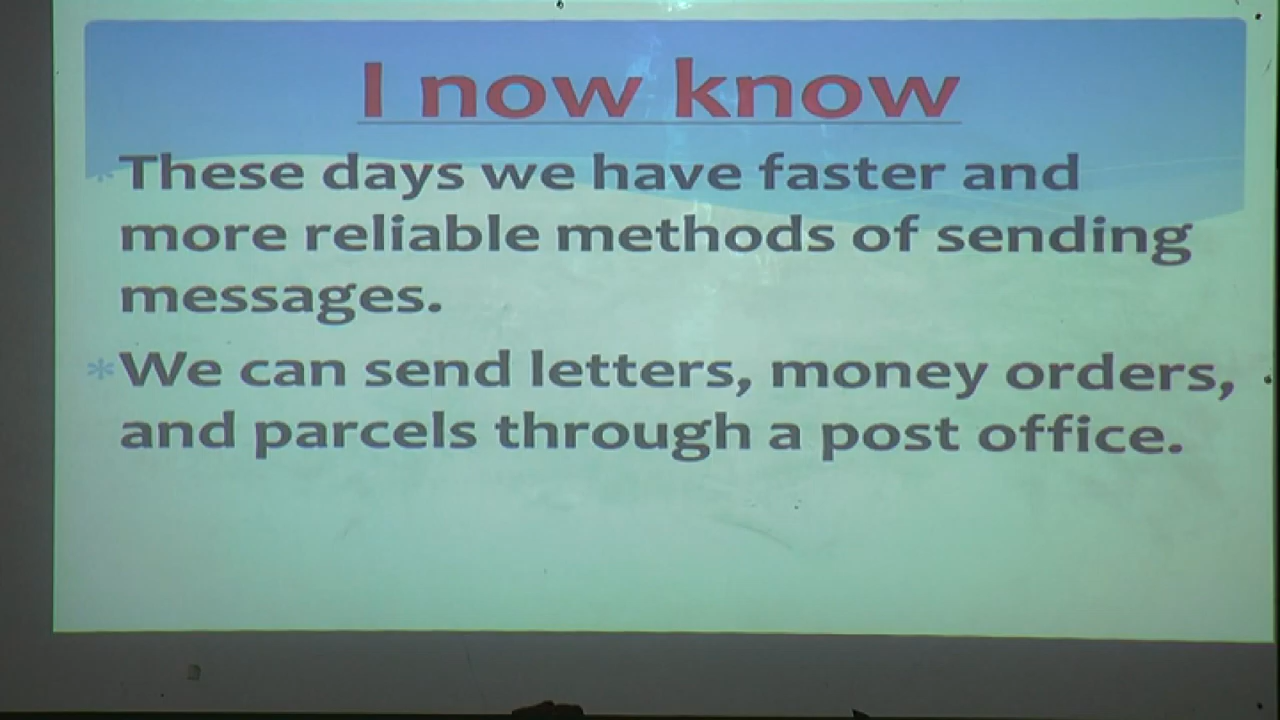 I now know
* These days we have faster and
more reliable methods of sending
messages.
* We can send letters, money orders,
and parcels through a post office.